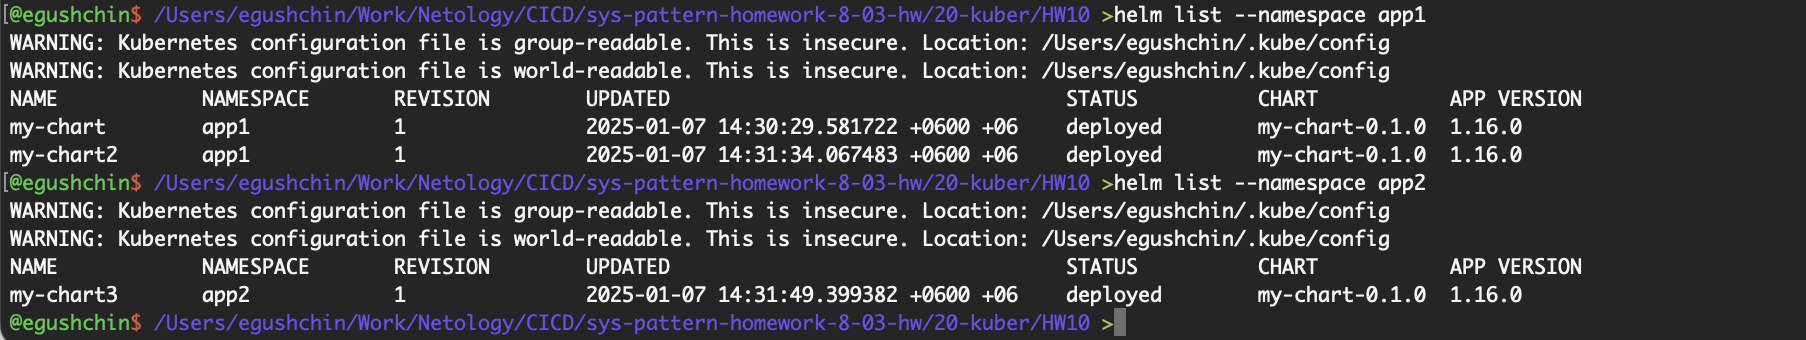 [@egushchin$ /Users/egushchin/Work/Netology/CICD/sys-pattern-homework-8-03-hw/20-kuber/HW10 >helm list --namespace app1
WARNING: Kubernetes configuration file is group-readable. This is insecure. Location: /Users/egushchin/.kube/config
WARNING: Kubernetes configuration file is world-readable. This is insecure. Location: /Users/egushchin/.kube/config
NAME NAMESPACE REVISION UPDATED STATUS CHART APP VERSION
my-chart app1 1 2025-01-07 14:30:29.581722 +0600 +06 deployed my-chart-0.1.0 1.16.0
my-chart2 app1 1 2025-01-07 14:31:34.067483 +0600 +06 deployed my-chart-0.1.0 1.16.0
[@egushchin$ /Users/egushchin/Work/Netology/CICD/sys-pattern-homework-8-03-hw/20-kuber/HW10 >helm list --namespace app2
WARNING: Kubernetes configuration file is group-readable. This is insecure. Location: /Users/egushchin/.kube/config
WARNING: Kubernetes configuration file is world-readable. This is insecure. Location: /Users/egushchin/.kube/config
NAME NAMESPACE REVISION UPDATED STATUS CHART APP VERSION
my-chart3 app2 1 2025-01-07 14:31:49.399382 +0600 +06 deployed my-chart-0.1.0 1.16.0
@egushchin$ /Users/egushchin/Work/Netology/CICD/sys-pattern-homework-8-03-hw/20-kuber/HW10 >